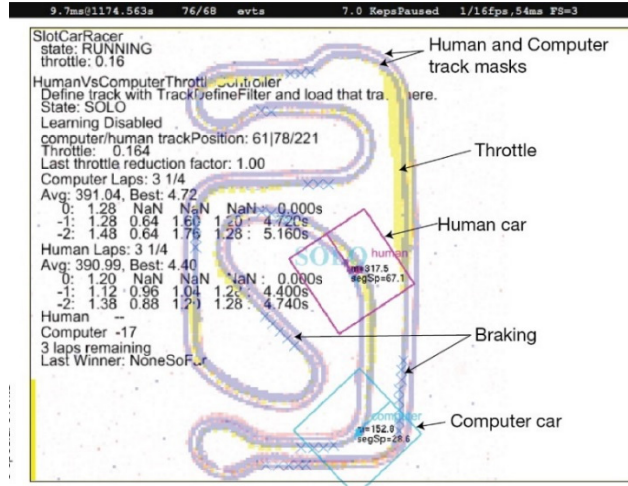 9.7ms@1174.563s 76/68 evts 7.0 KepsPaused 1/16fps,54ms FS=3
SlotCarRacer
state: RUNNING
throttle: 0.16
Human and Computer
track masks
HumanVsComputerThrottl
Define track with TrackDefineFilter and load that tra
State: SOLO
Learning Disabled
computer/human trackPosition: 61|78/221
Throttle: 0.164
Throttle
Last throttle reduction factor: 1.00
Computer Laps: 3 1/4
Avg: 391.04, Best: 4.72
0: 1.28 NaN NaN NaN : 0.000s
-1: 1.28 0.64 1.60 1.20 : 4.720s
-2: 1.48 0.64 1.76 1.28 : 5.160s
Human car
Human Laps: 3 1/4
SOLO
human
Avg: 390.99, Best: 4.40
m=317.5
segSp=67.1
0: 1.20 NaN NaN NaN : 0.000s
-1: 1.12 0.96 1.04 4.400s
-2: 1.38 0.88 1.28 : 4.740s
Human --
Braking
Computer -17
3 laps remaining
Last Winner: NoneSoFar
computer
Computer car
m=152.0
segSp=28.6